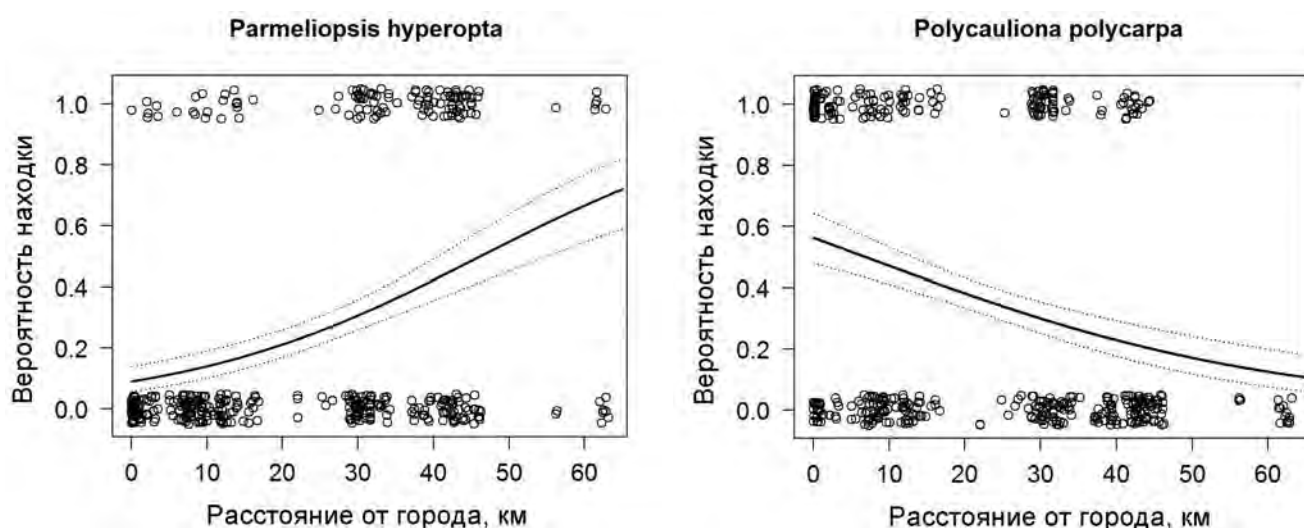 Parmeliopsis hyperopta
Вероятность находки
1.0
0.8
0.6
0.4
0.2
0.0
0 10 20 30 40 50 60
Расстояние от города, км
Polycauliona polycarpa
Вероятность находки
1.0
0.8
0.6
0.4
0.2
0.0
0 10 20 30 40 50 60
Расстояние от города, км